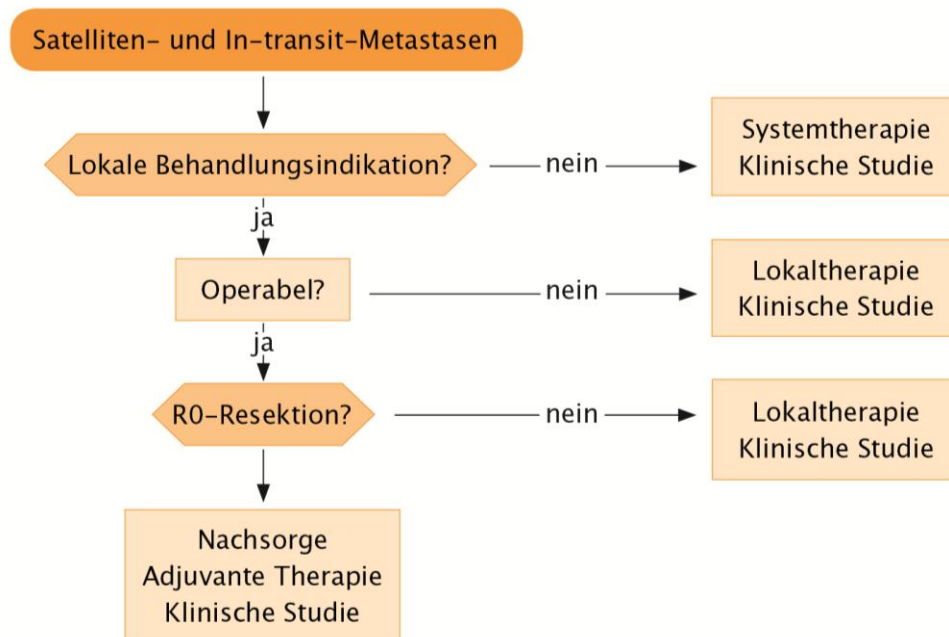 Satelliten- und In-transit-Metastasen
Lokale Behandlungsindikation?
nein
Systemtherapie
Klinische Studie
ja
Operabel?
nein
Lokaltherapie
Klinische Studie
ja
R0-Resektion?
nein
Lokaltherapie
Klinische Studie
Nachsorge
Adjuvante Therapie
Klinische Studie